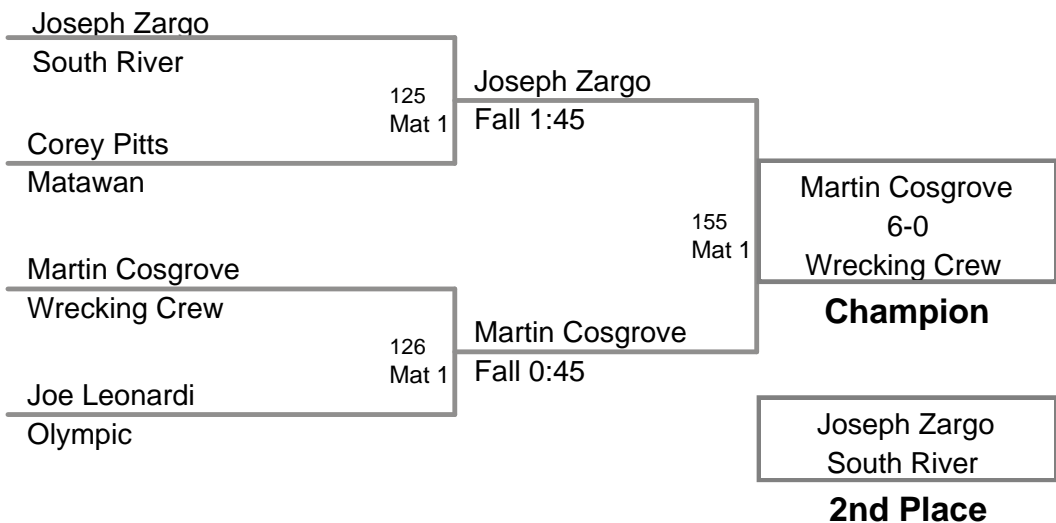 Joseph Zargo
South River
125
Mat 1
Corey Pitts
Matawan
Joseph Zargo
Fall 1:45
Martin Cosgrove
Wrecking Crew
126
Mat 1
Joe Leonardi
Olympic
Martin Cosgrove
Fall 0:45
155
Mat 1
Martin Cosgrove
6-0
Wrecking Crew
Champion
Joseph Zargo
South River
2nd Place